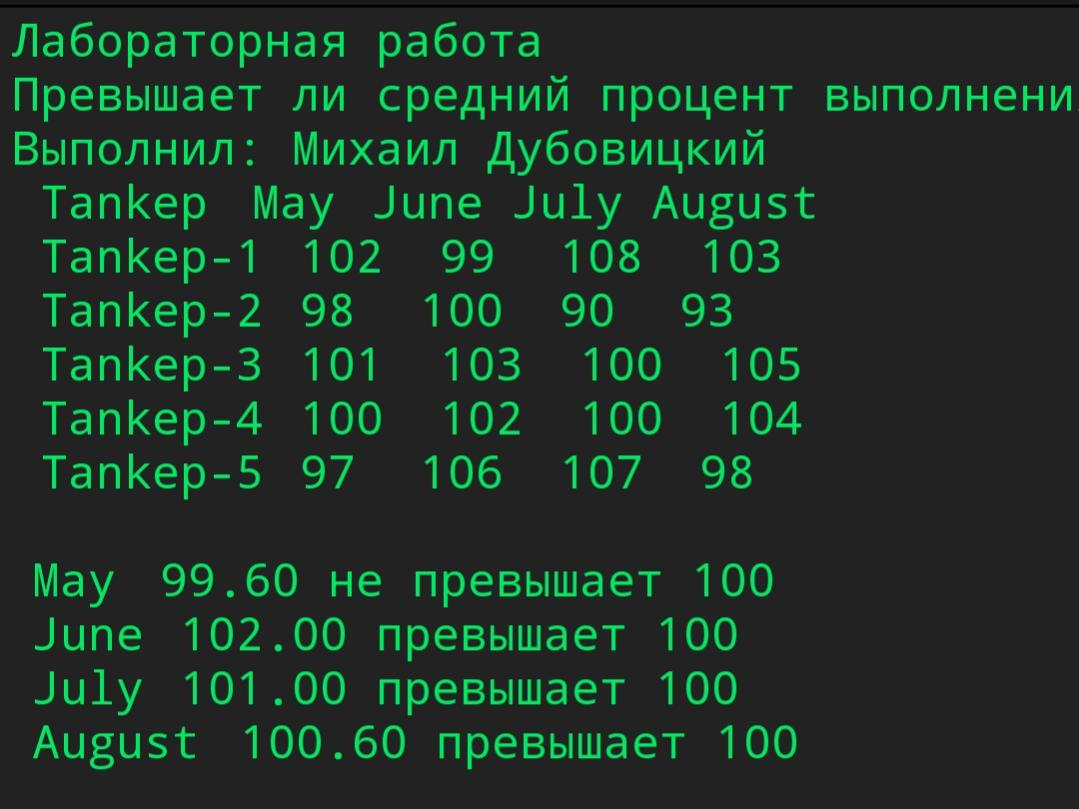 Лабораторная работа
Превышает ли средний процент выполнени
Выполнил: Михаил Дубовицкий
Tankep May June July August
Tankep-1 102 99 108 103
Tankep-2 98 100 90 93
Tankep-3 101 103 100 105
Tankep-4 100 102 100 104
Tankep-5 97 106 107 98
May 99.60 не превышает 100
June 102.00 превышает 100
July 101.00 превышает 100
August 100.60 превышает 100